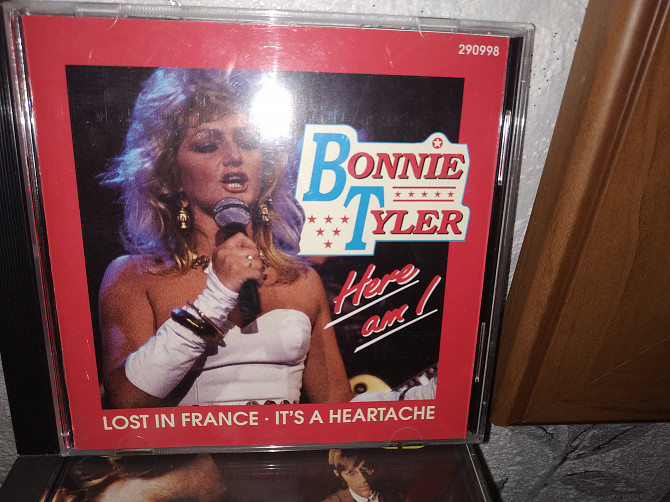 290998
BONNIE
TYLER
Here
am I
LOST IN FRANCE · IT'S A HEARTACHE